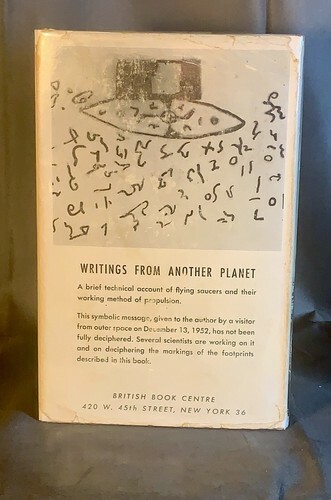 WRITINGS FROM ANOTHER PLANET
A brief technical account of flying saucers and their
working method of propulsion.
This symbolic message, given to the author by a visitor
from outer space on December 13, 1952, has not been
fully deciphered. Several scientists are working on it
and on deciphering the markings of the footprints
described in this book.
BRITISH BOOK CENTRE
420 W. 45th STREET, NEW YORK 36